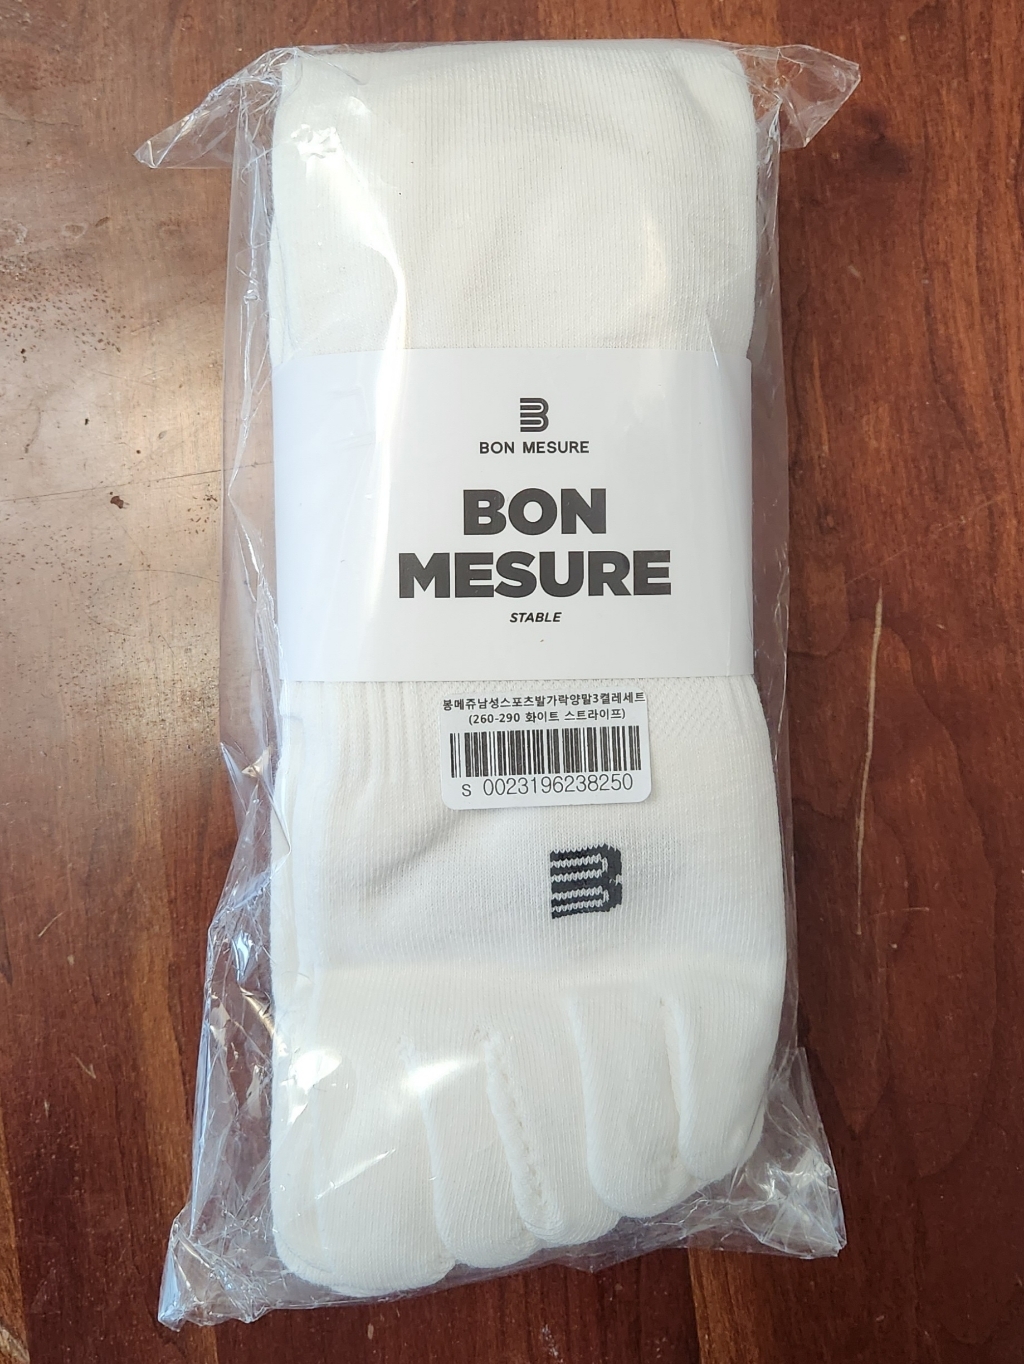 BON MESURE
BON
MESURE
STABLE
봉메쥬남성스포츠발가락양말3켤레세트
(260-290 화이트 스트라이프)
S 0023196238250